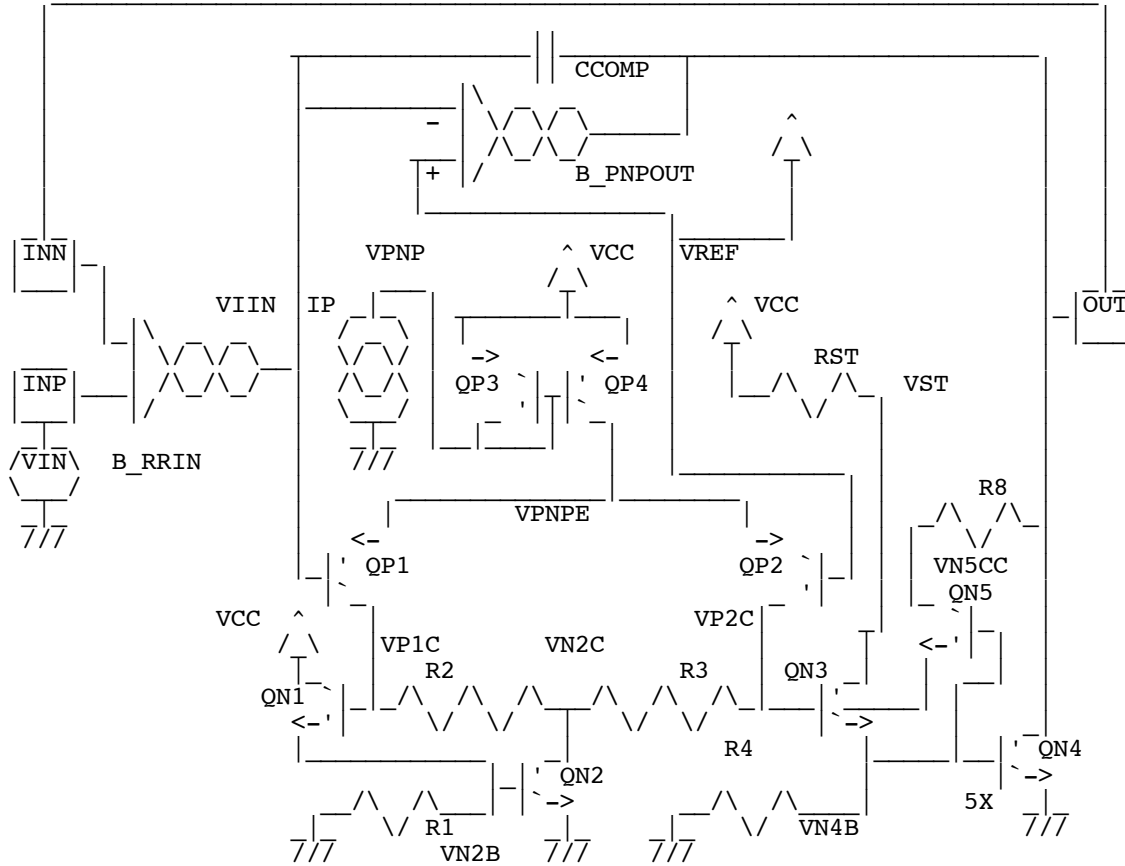 CCOMP
-
+ B_PNPOUT
INN VPNP VCC VREF
VIIN IP VCC OUT
-> <- RST
INP QP3 QP4 VST
VIN B_RRIN
R8
VPNPE
<- ->
QP1 QP2 VN5CC
QN5
VCC VP2C
VP1C VN2C <-
R2 R3 QN3
QN1
<- ->
R4 QN4
QN2 ->
-> 5X
R1 VN4B
VN2B